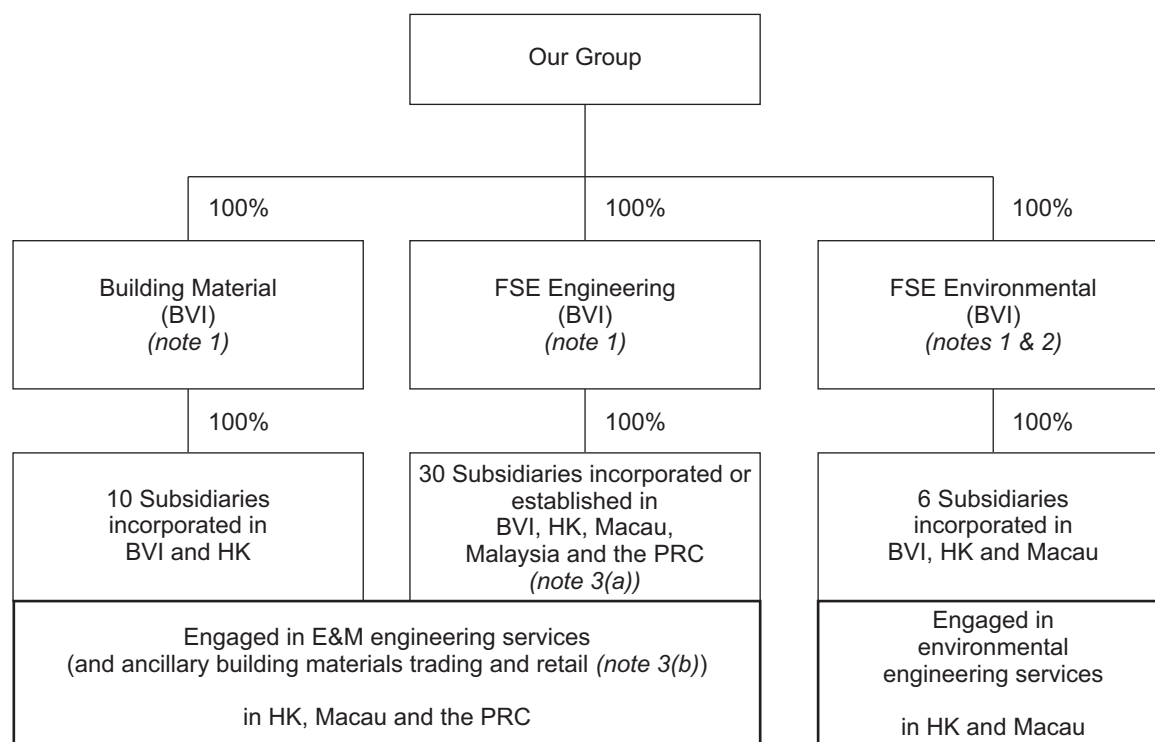 Our Group
100%
100%
100%
Building Material
(BVI)
(note 1)
FSE Engineering
(BVI)
(note 1)
FSE Environmental
(BVI)
(notes 1 & 2)
100%
100%
100%
10 Subsidiaries
incorporated in
BVI and HK
30 Subsidiaries incorporated or
established in
BVI, HK, Macau,
Malaysia and the PRC
(note 3(a))
6 Subsidiaries
incorporated in
BVI, HK and Macau
Engaged in E&M engineering services
(and ancillary building materials trading and retail (note 3(b))
in HK, Macau and the PRC
Engaged in
environmental
engineering services
in HK and Macau